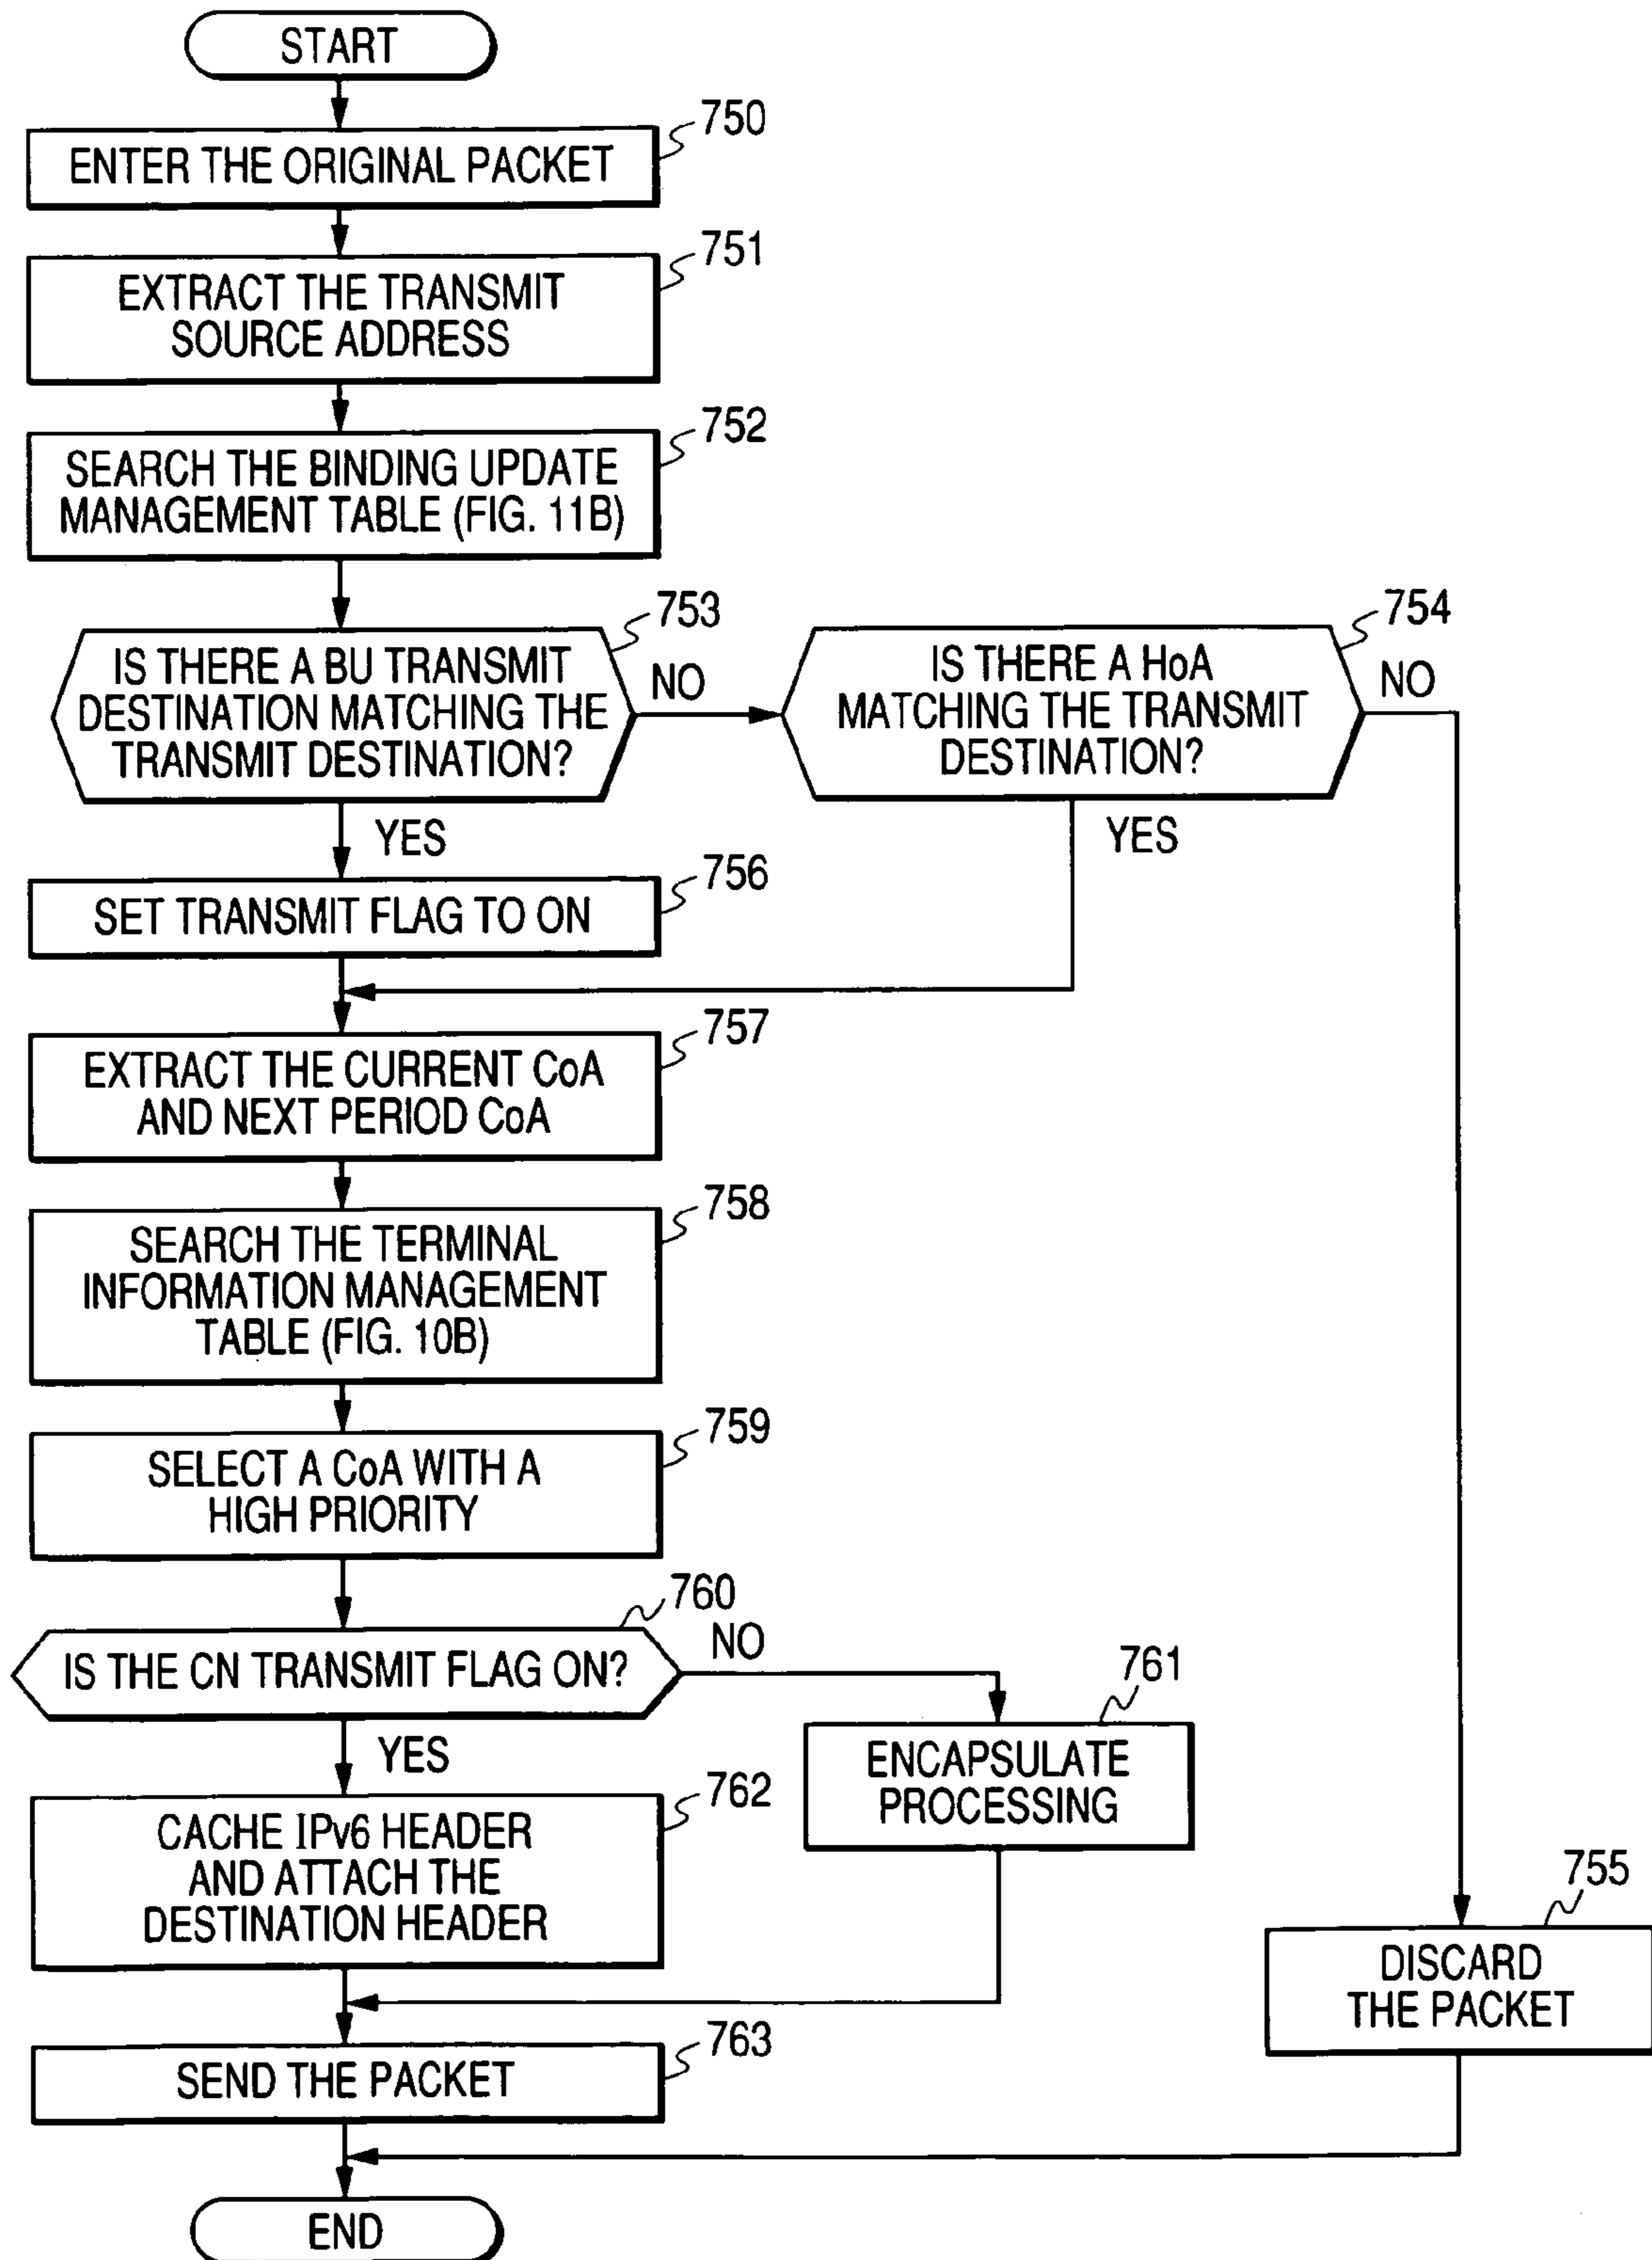 START
750
ENTER THE ORIGINAL PACKET
751
EXTRACT THE TRANSMIT
SOURCE ADDRESS
752
SEARCH THE BINDING UPDATE
MANAGEMENT TABLE (FIG. 11B)
753
IS THERE A BU TRANSMIT
DESTINATION MATCHING THE
TRANSMIT DESTINATION?
NO
754
IS THERE A HoA
MATCHING THE TRANSMIT
DESTINATION?
NO
YES
YES
756
SET TRANSMIT FLAG TO ON
757
EXTRACT THE CURRENT CoA
AND NEXT PERIOD CoA
758
SEARCH THE TERMINAL
INFORMATION MANAGEMENT
TABLE (FIG. 10B)
759
SELECT A CoA WITH A
HIGH PRIORITY
760
IS THE CN TRANSMIT FLAG ON?
NO
761
ENCAPSULATE
PROCESSING
YES
762
CACHE IPv6 HEADER
AND ATTACH THE
DESTINATION HEADER
755
DISCARD
THE PACKET
763
SEND THE PACKET
END